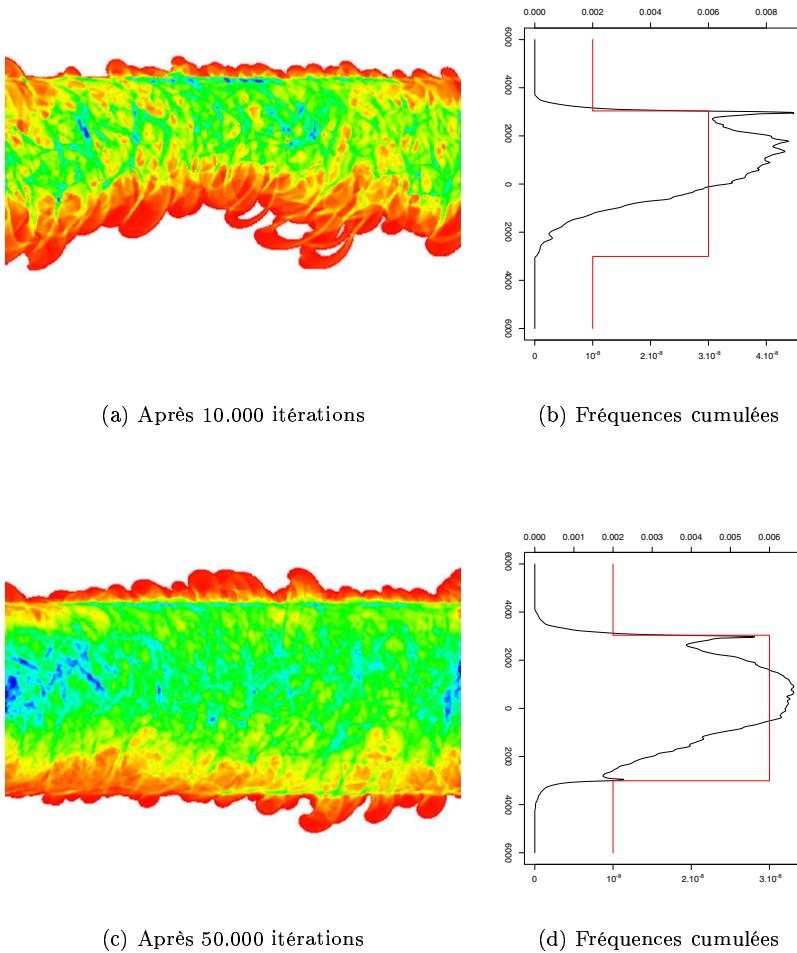 0.000 0.002 0.004 0.006 0.008
6000
4000
2000
0
2000
4000
6000
0 10⁻⁸ 2.10⁻⁸ 3.10⁻⁸ 4.10⁻⁸
(a) Après 10.000 itérations
(b) Fréquences cumulées
0.000 0.001 0.002 0.003 0.004 0.005 0.006
6000
4000
2000
0
2000
4000
6000
0 10⁻⁸ 2.10⁻⁸ 3.10⁻⁸
(c) Après 50.000 itérations
(d) Fréquences cumulées